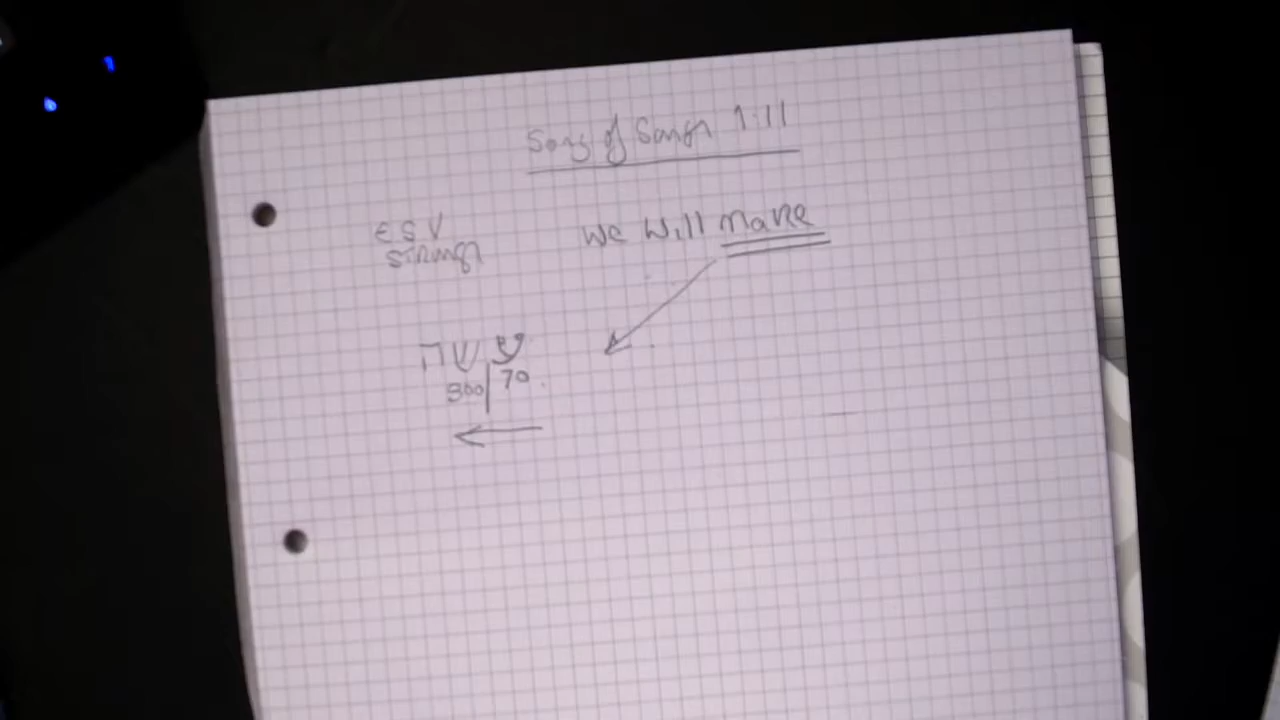 Song of Songs 1:11
ESV We will make
Strongs
עשה
300 70